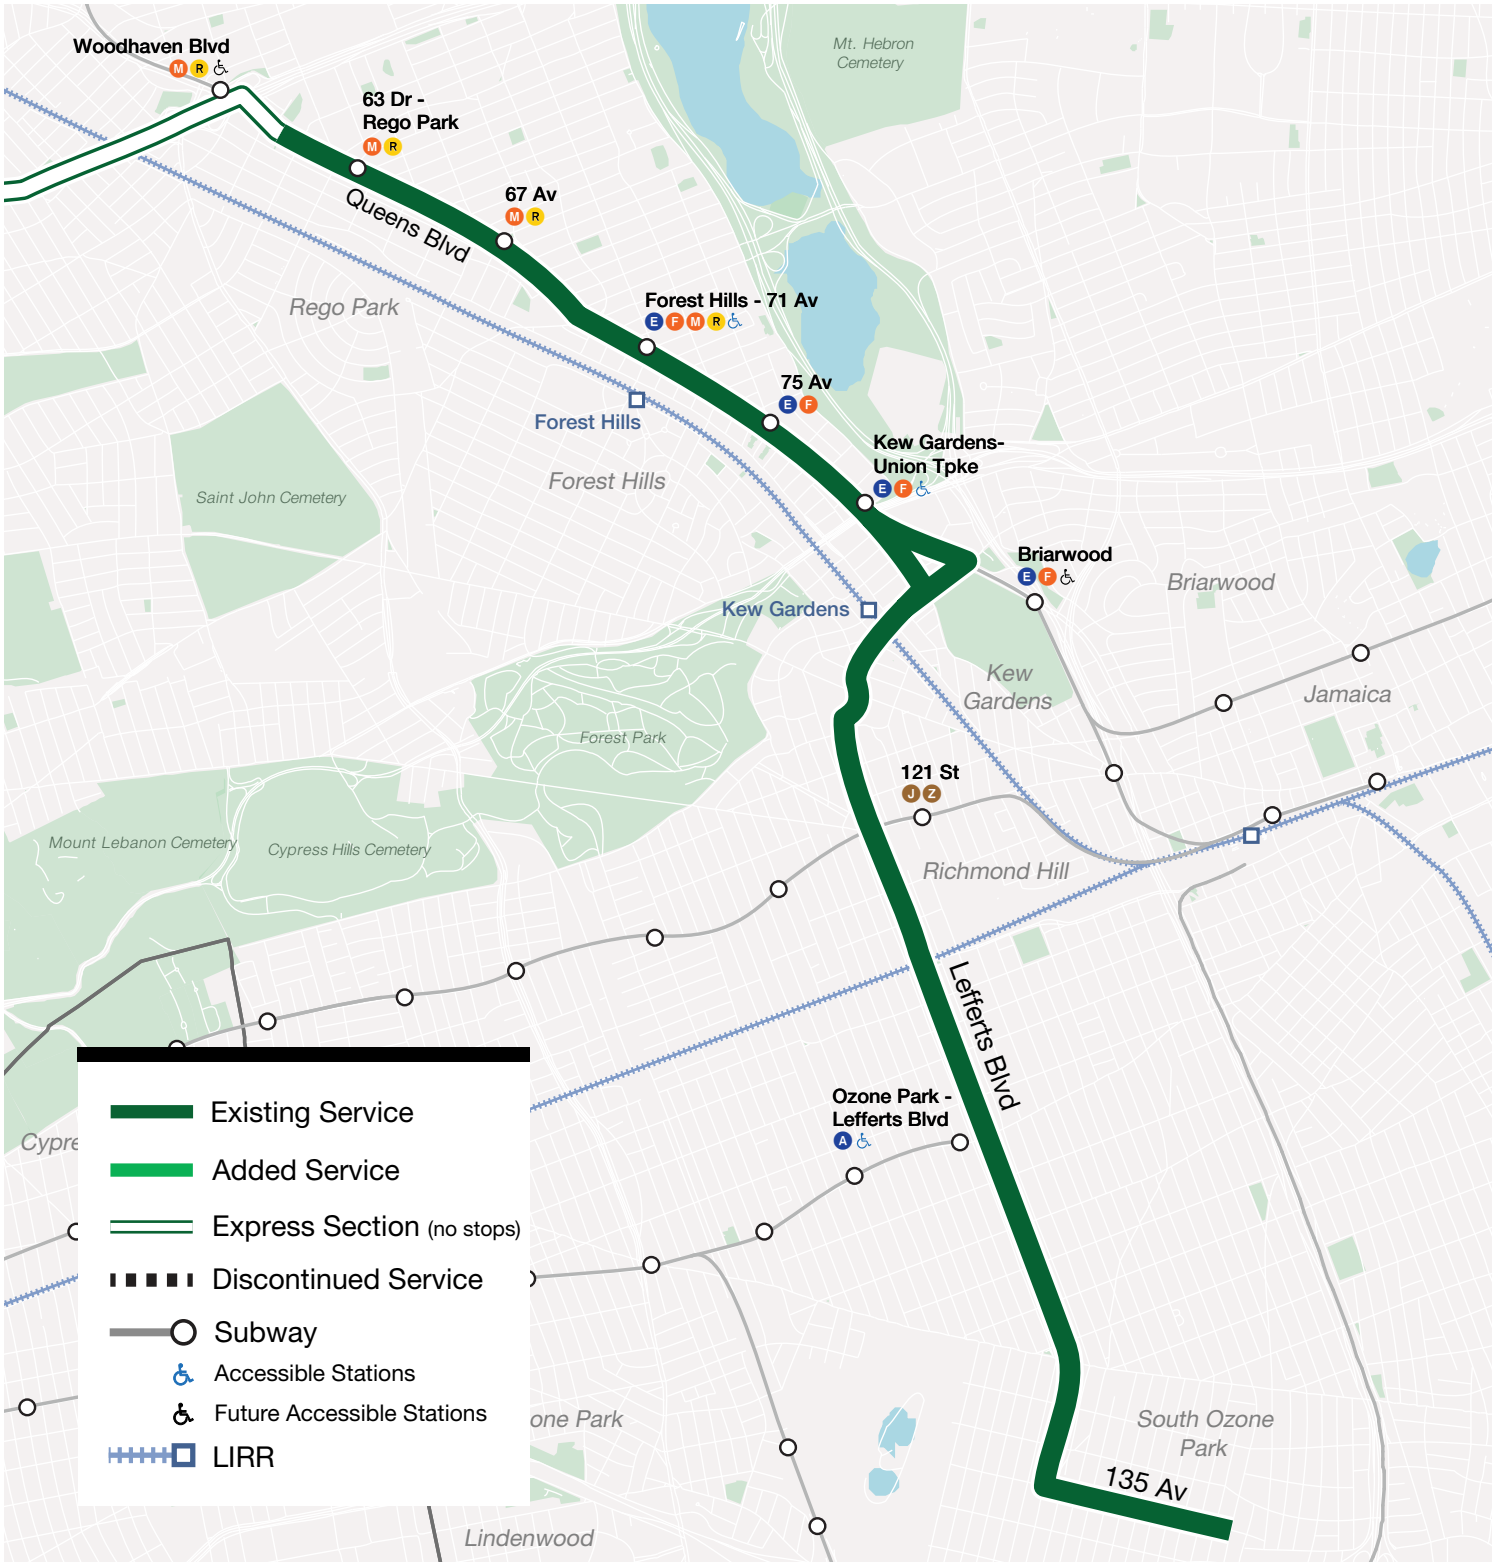 Woodhaven Blvd
M R
63 Dr -
Rego Park
M R
67 Av
M R
Queens Blvd
Mt. Hebron
Cemetery
Rego Park
Forest Hills - 71 Av
E F M R
75 Av
E F
Forest Hills
Forest Hills
Kew Gardens-
Union Tpke
E F
Saint John Cemetery
Briarwood
E F
Briarwood
Kew Gardens
Kew
Gardens
Jamaica
Forest Park
121 St
J Z
Mount Lebanon Cemetery
Cypress Hills Cemetery
Richmond Hill
Lefferts Blvd
Ozone Park -
Lefferts Blvd
A
Cypre
Existing Service
Added Service
Express Section (no stops)
Discontinued Service
Subway
Accessible Stations
Future Accessible Stations
LIRR
one Park
South Ozone
Park
135 Av
Lindenwood